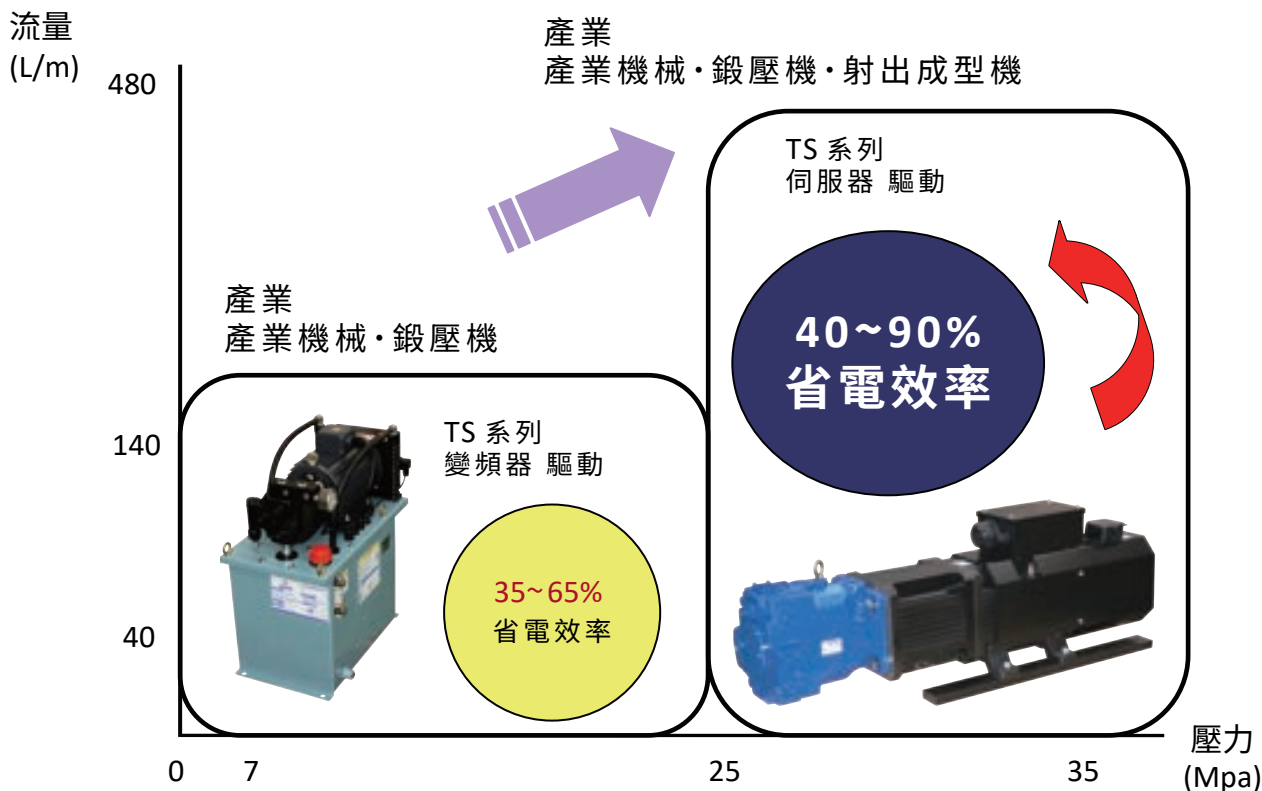 流量
(L/m)
480
140
40
產業
產業機械·鍛壓機·射出成型機
TS 系列
伺服器 驅動
40~90%
省電效率
產業
產業機械·鍛壓機
TS 系列
變頻器 驅動
35~65%
省電效率
0
7
25
35
壓力
(Mpa)